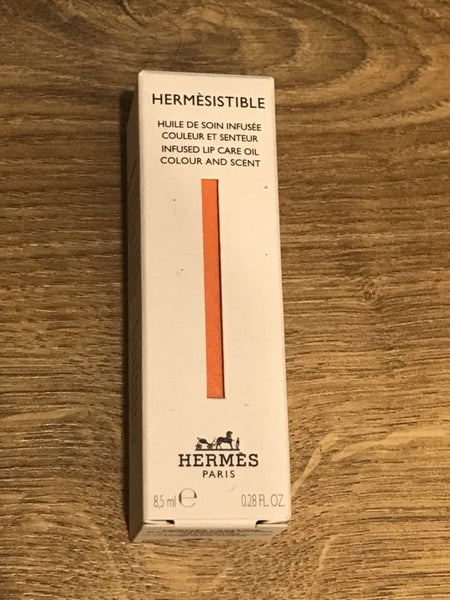 HERMÈSISTIBLE
HUILE DE SOIN INFUSÉE
COULEUR ET SENTEUR
INFUSED LIP CARE OIL
COLOUR AND SCENT
HERMÈS
PARIS
8,5 ml ℮ 0.28 FL.OZ.